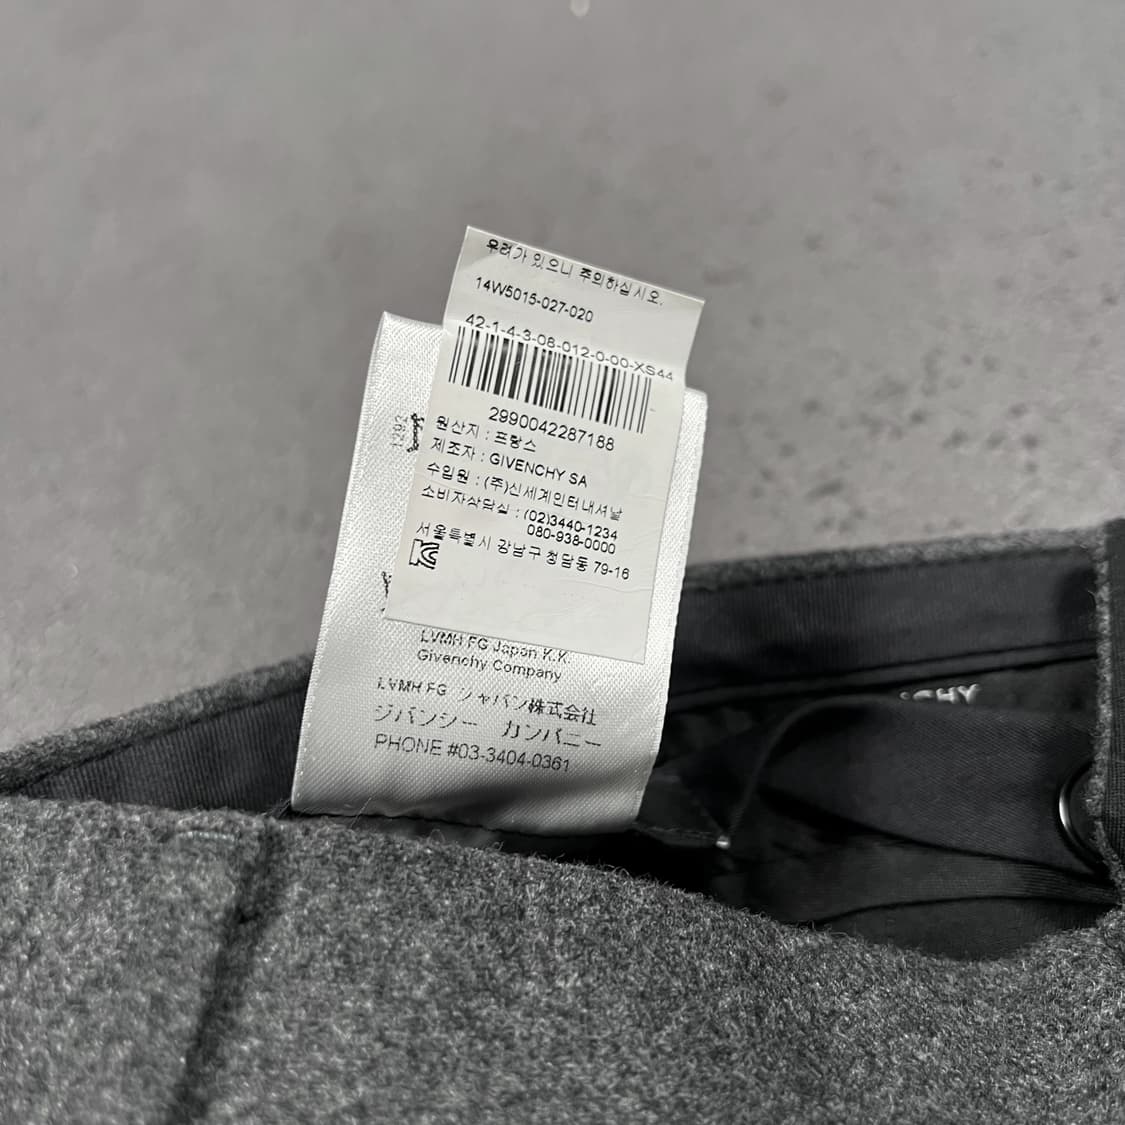 우려가 있으니 주의하십시오.
14W5015-027-020
42-1-4-3-08-012-0-00-XS44
2990042287188
원산지 : 프랑스
제조자 : GIVENCHY SA
수입원 : (주)신세계인터내셔날
소비자상담실 : (02)3440-1234
080-938-0000
서울특별시 강남구 청담동 79-16
1292
LVMH FG Japan K.K.
Givenchy Company
LVMH FG ジャパン株式会社
ジバンシー カンパニー
PHONE #03-3404-0361